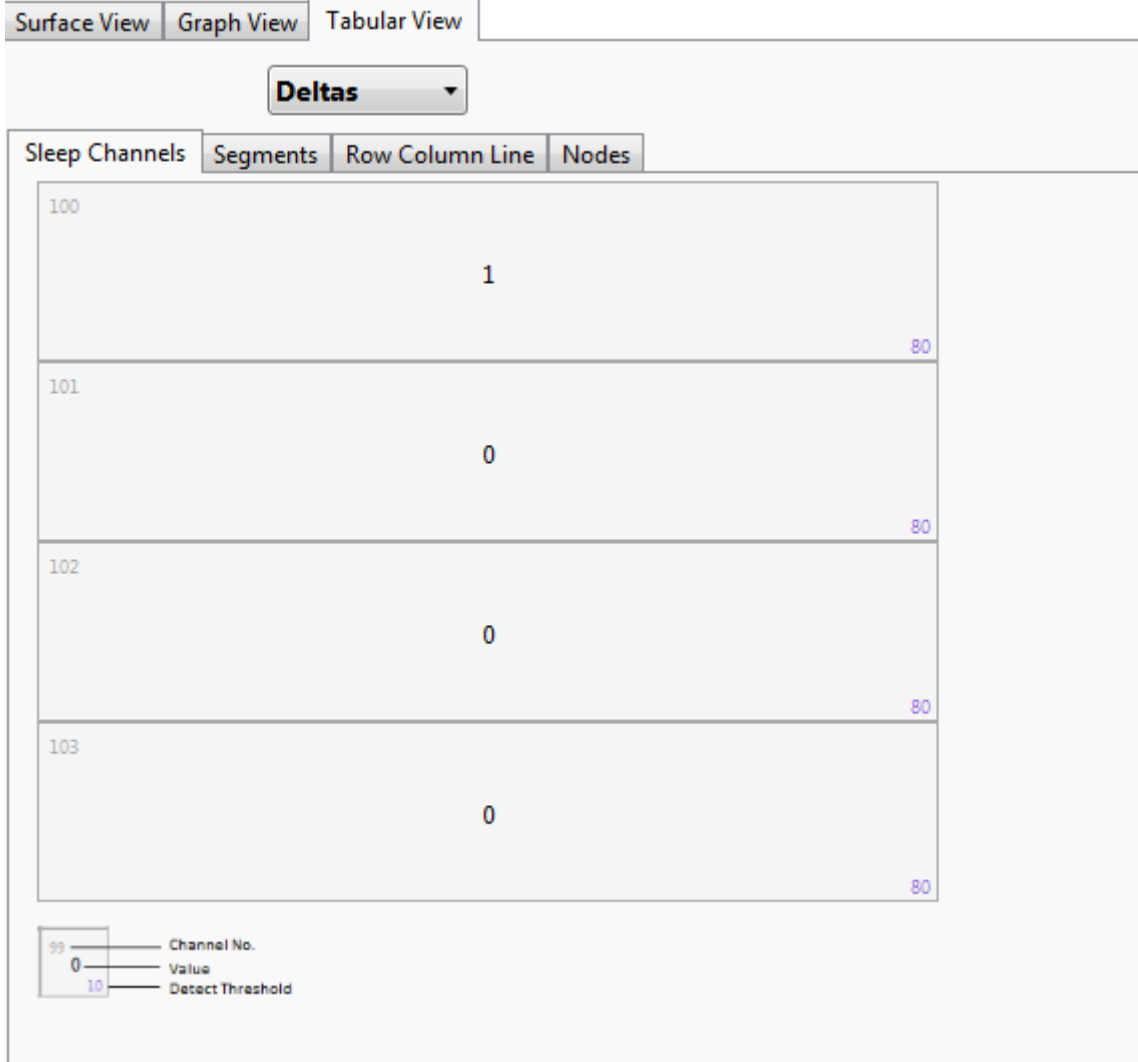 Surface View Graph View Tabular View
Deltas
Sleep Channels Segments Row Column Line Nodes
100
1
80
101
0
80
102
0
80
103
0
80
99 Channel No.
0 Value
10 Detect Threshold